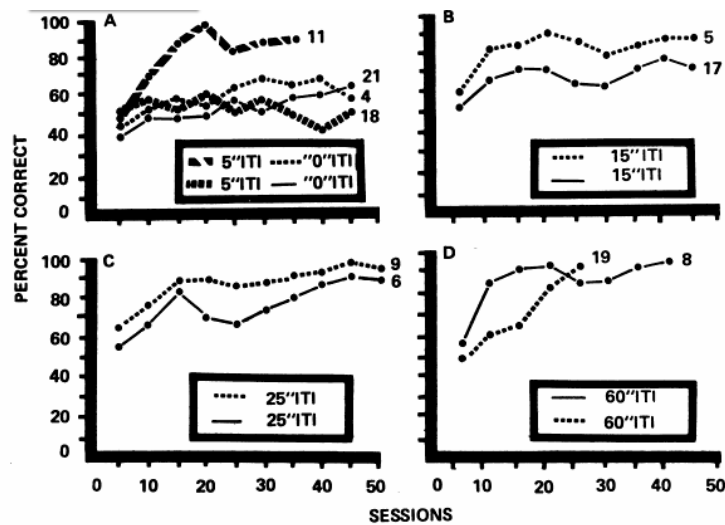 A
B
100
80
60
40
20
0
11
21
4
18
5"ITI "0"ITI
5"ITI "0"ITI
5
17
15"ITI
15"ITI
PERCENT CORRECT
C
D
100
80
60
40
20
0
9
6
25"ITI
25"ITI
19
8
60"ITI
60"ITI
0 10 20 30 40 50
0 10 20 30 40 50
SESSIONS